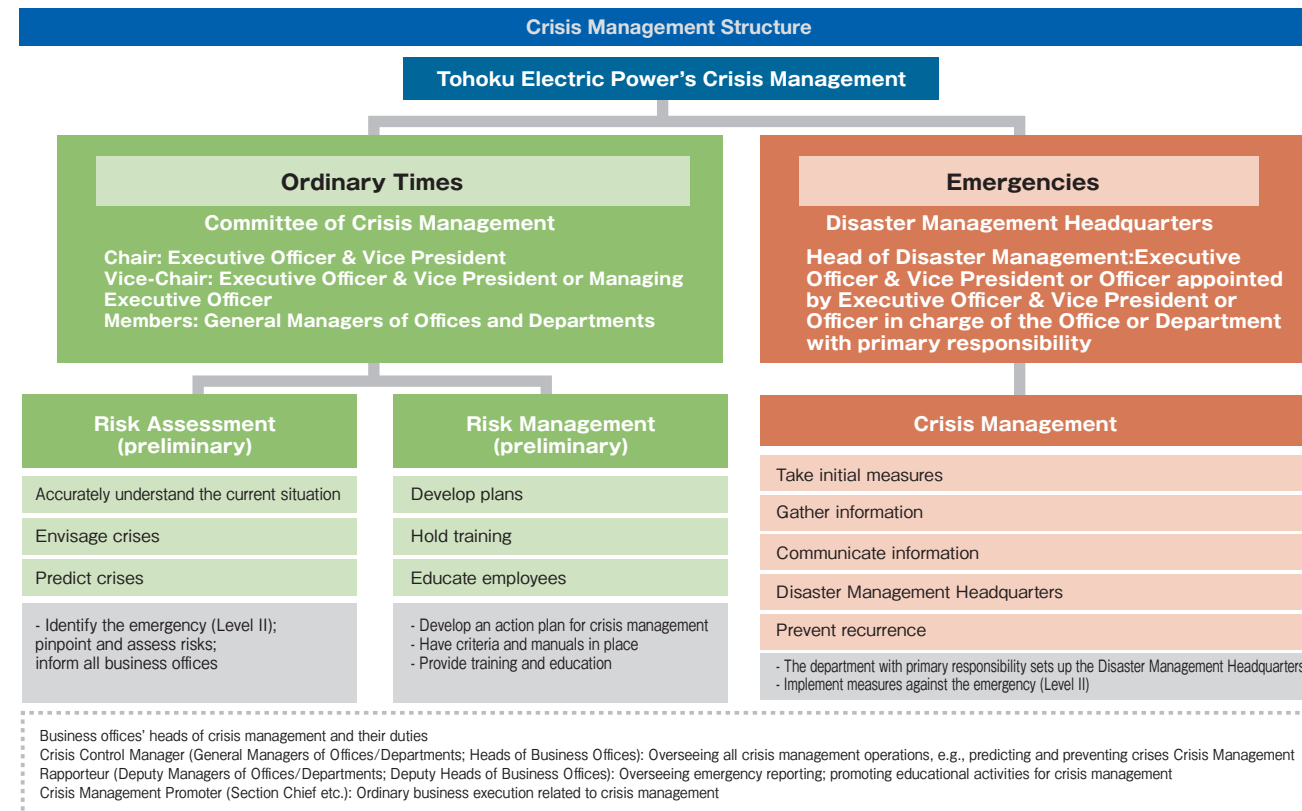 Crisis Management Structure
Tohoku Electric Power's Crisis Management
Ordinary Times
Committee of Crisis Management
Chair: Executive Officer & Vice President
Vice-Chair: Executive Officer & Vice President or Managing
Executive Officer
Members: General Managers of Offices and Departments
Emergencies
Disaster Management Headquarters
Head of Disaster Management:Executive
Officer & Vice President or Officer appointed
by Executive Officer & Vice President or
Officer in charge of the Office or Department
with primary responsibility
Risk Assessment
(preliminary)
Accurately understand the current situation
Envisage crises
Predict crises
- Identify the emergency (Level II);
pinpoint and assess risks;
inform all business offices
Risk Management
(preliminary)
Develop plans
Hold training
Educate employees
- Develop an action plan for crisis management
- Have criteria and manuals in place
- Provide training and education
Crisis Management
Take initial measures
Gather information
Communicate information
Disaster Management Headquarters
Prevent recurrence
- The department with primary responsibility sets up the Disaster Management Headquarters
- Implement measures against the emergency (Level II)
Business offices' heads of crisis management and their duties
Crisis Control Manager (General Managers of Offices/Departments; Heads of Business Offices): Overseeing all crisis management operations, e.g., predicting and preventing crises Crisis Management
Rapporteur (Deputy Managers of Offices/Departments; Deputy Heads of Business Offices): Overseeing emergency reporting; promoting educational activities for crisis management
Crisis Management Promoter (Section Chief etc.): Ordinary business execution related to crisis management